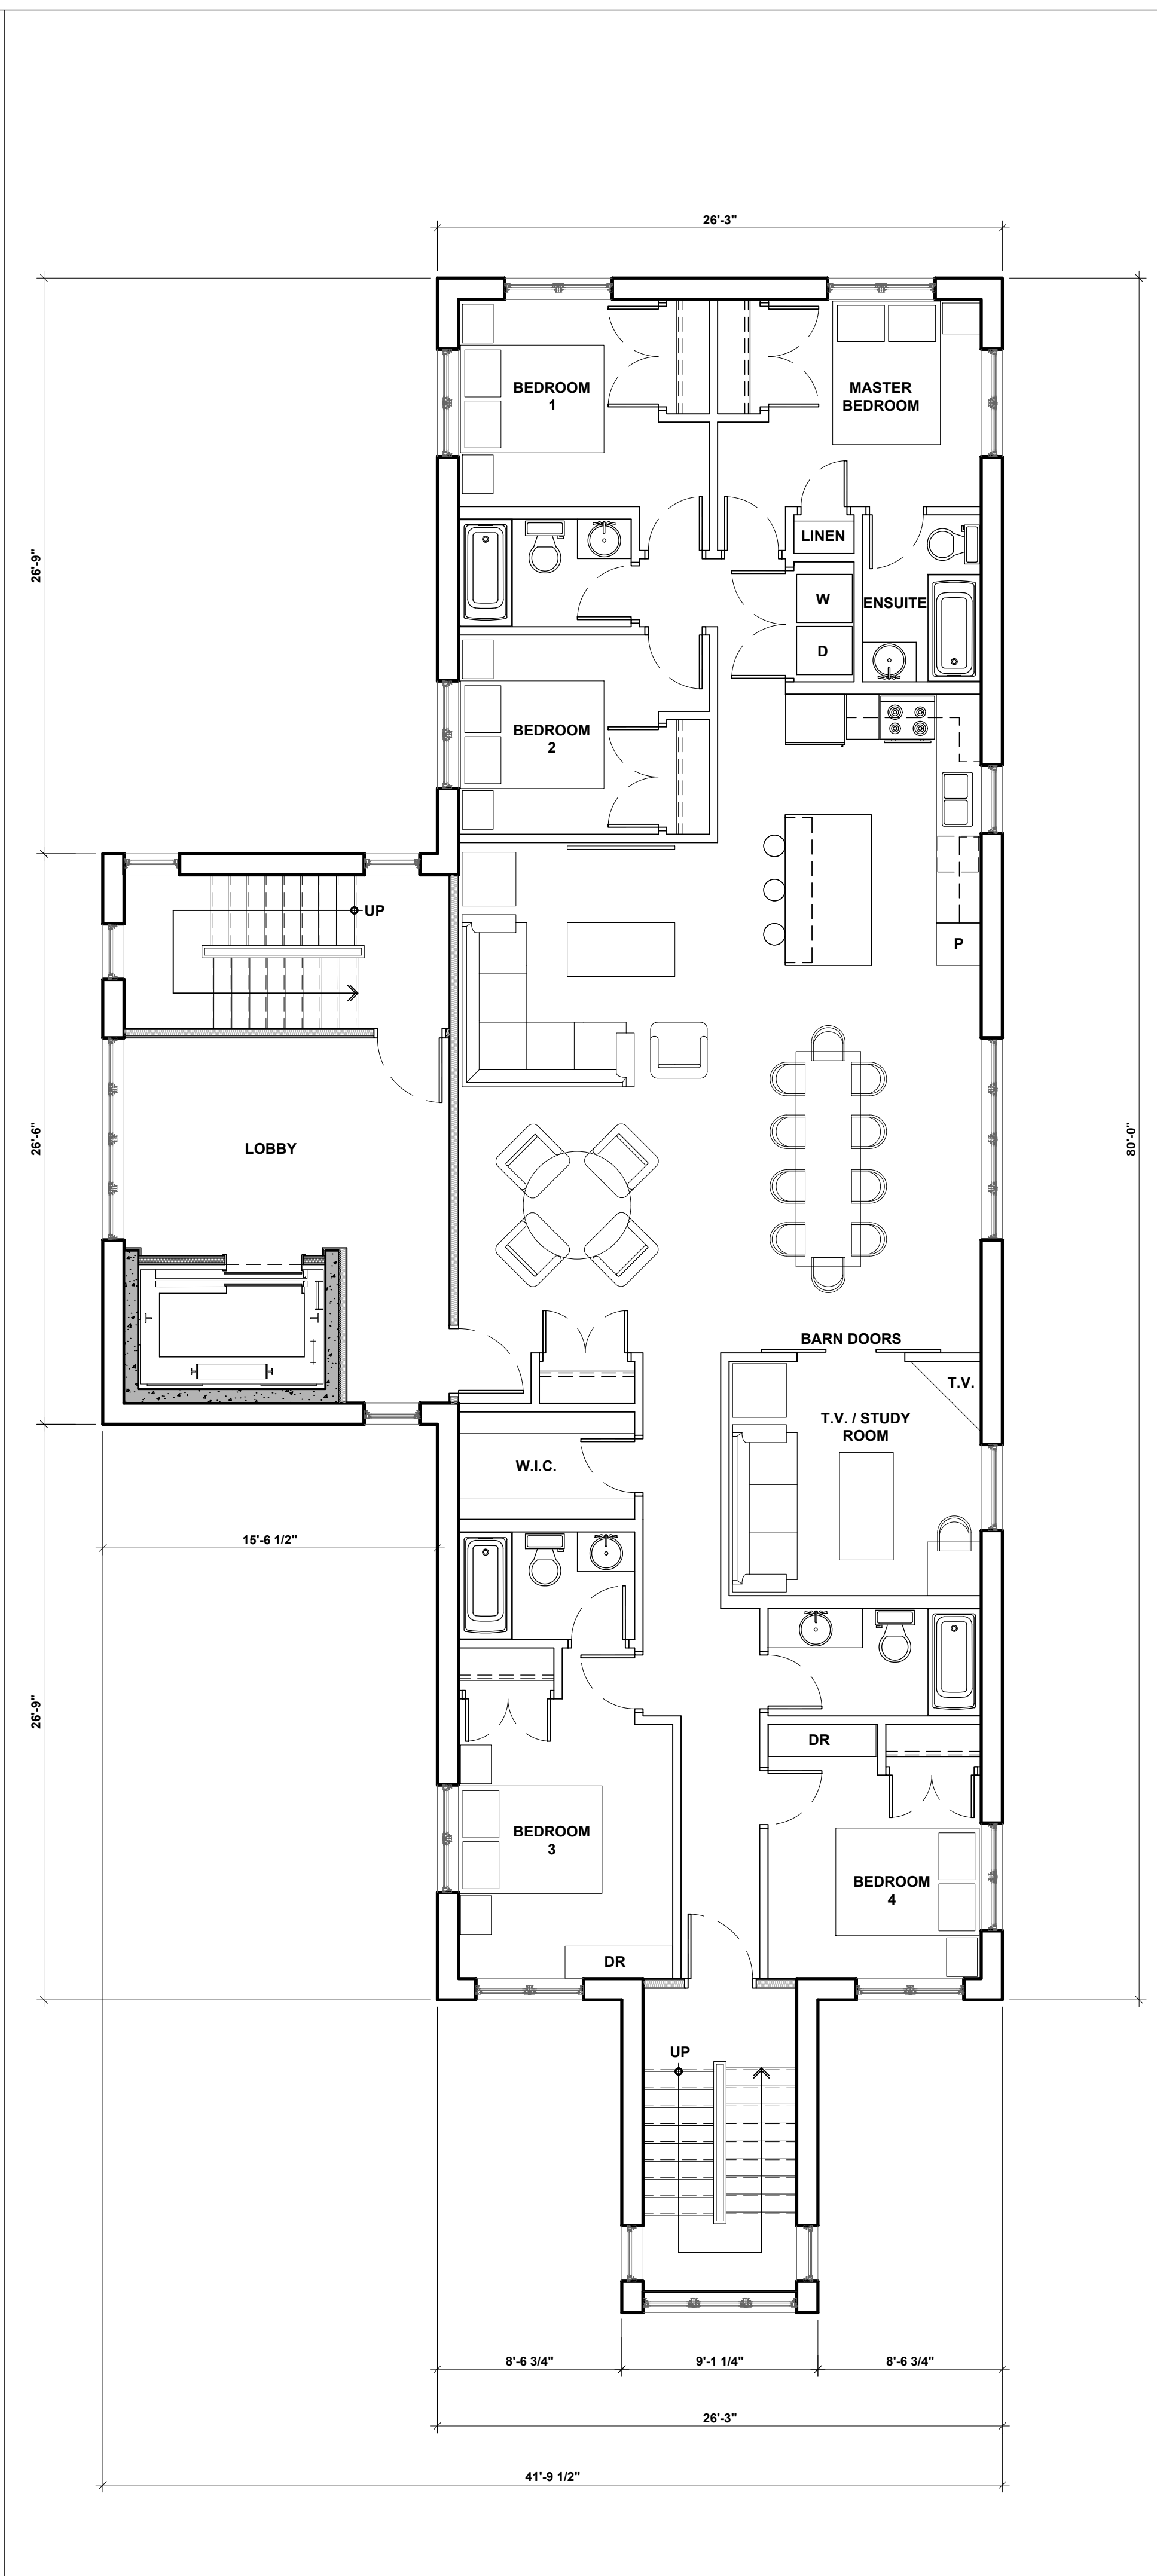 26'-3"
BEDROOM
1
MASTER
BEDROOM
LINEN
26'-9"
W
ENSUITE
D
BEDROOM
2
UP
P
26'-6"
LOBBY
80'-0"
BARN DOORS
T.V.
T.V. / STUDY
ROOM
W.I.C.
15'-6 1/2"
26'-9"
DR
BEDROOM
3
BEDROOM
4
DR
UP
8'-6 3/4"
9'-1 1/4"
8'-6 3/4"
26'-3"
41'-9 1/2"